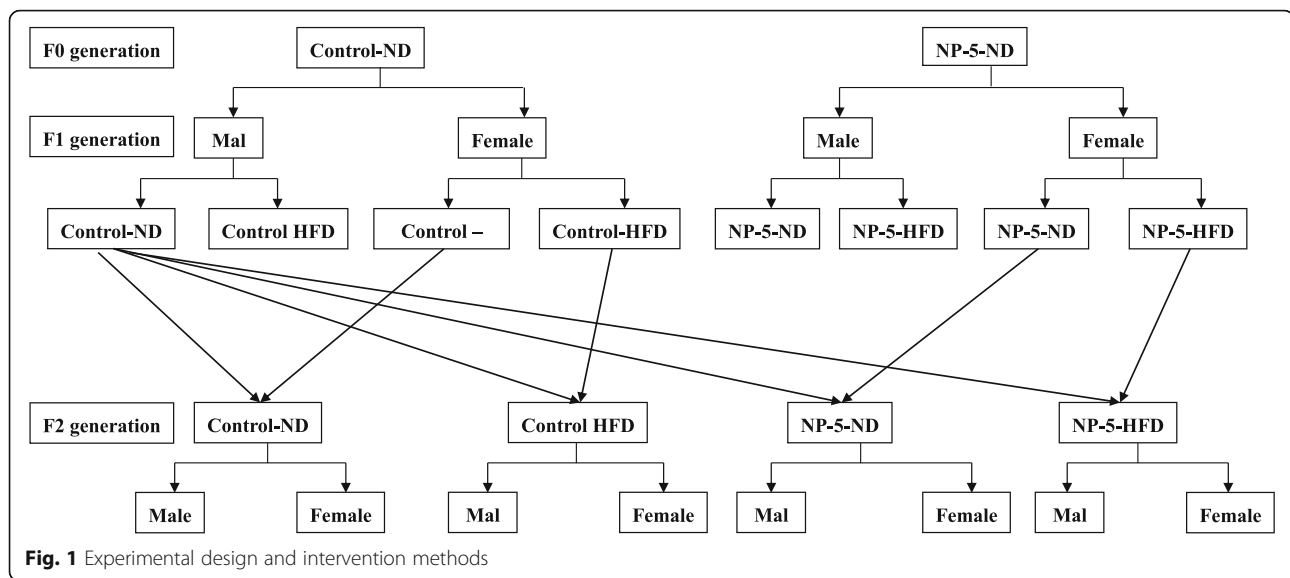 F0 generation
Control-ND
NP-5-ND
F1 generation
Mal
Female
Male
Female
Control-ND
Control HFD
Control –
Control-HFD
NP-5-ND
NP-5-HFD
NP-5-ND
NP-5-HFD
F2 generation
Control-ND
Control HFD
NP-5-ND
NP-5-HFD
Male
Female
Mal
Female
Mal
Female
Mal
Female
Fig. 1 Experimental design and intervention methods